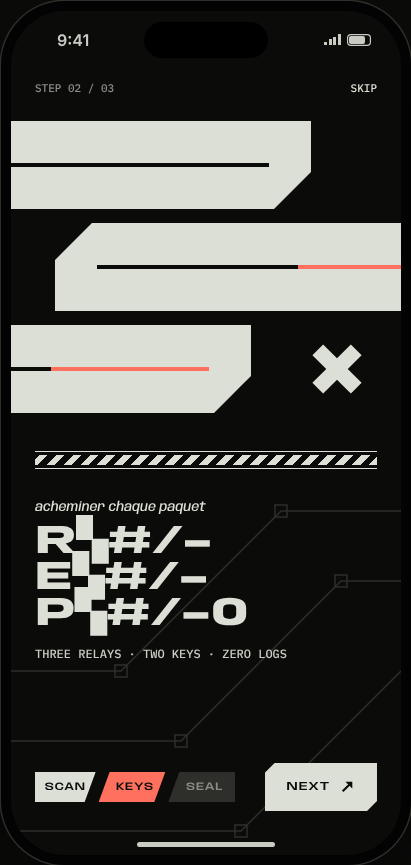 9:41
STEP 02 / 03
SKIP
acheminer chaque paquet
R▚#/-
E▚#/-
P▚#/-O
THREE RELAYS · TWO KEYS · ZERO LOGS
SCAN
KEYS
SEAL
NEXT ↗